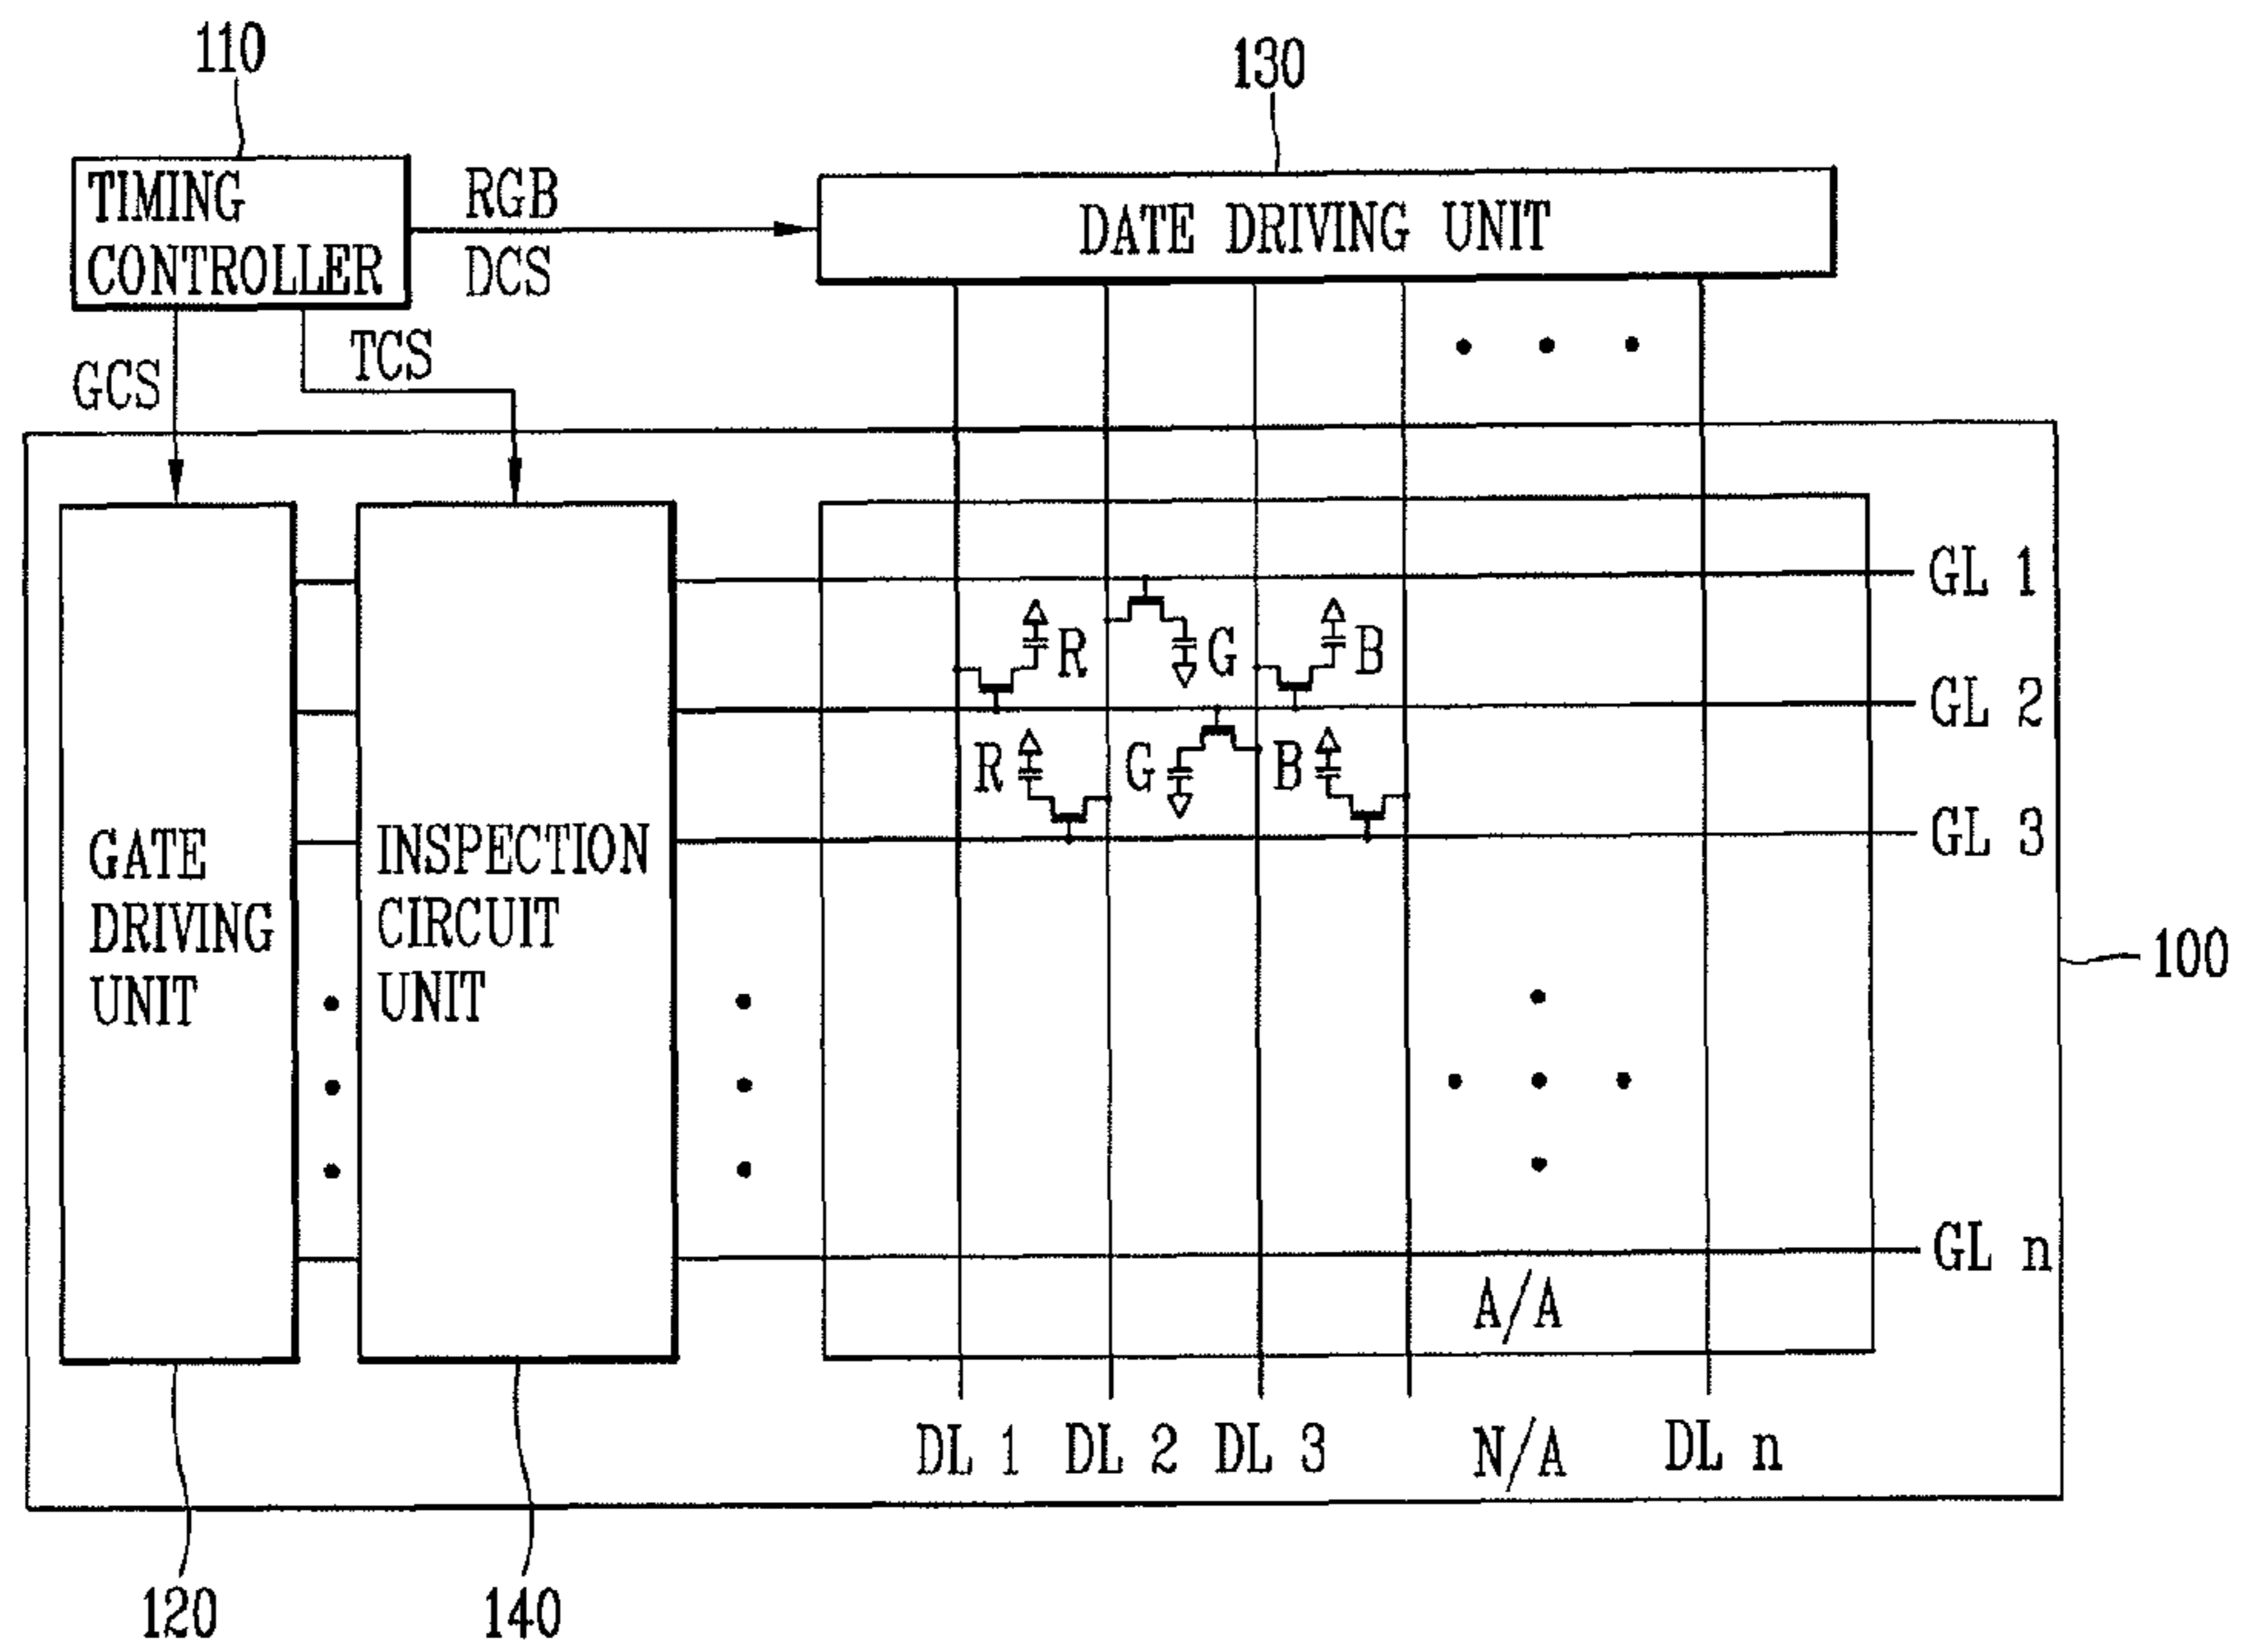 110
130
TIMING
CONTROLLER
RGB
DCS
DATE DRIVING UNIT
GCS
TCS
GL 1
R
G
B
GL 2
R
G
B
GL 3
GATE
DRIVING
UNIT
INSPECTION
CIRCUIT
UNIT
100
GL n
A/A
DL 1
DL 2
DL 3
N/A
DL n
120
140